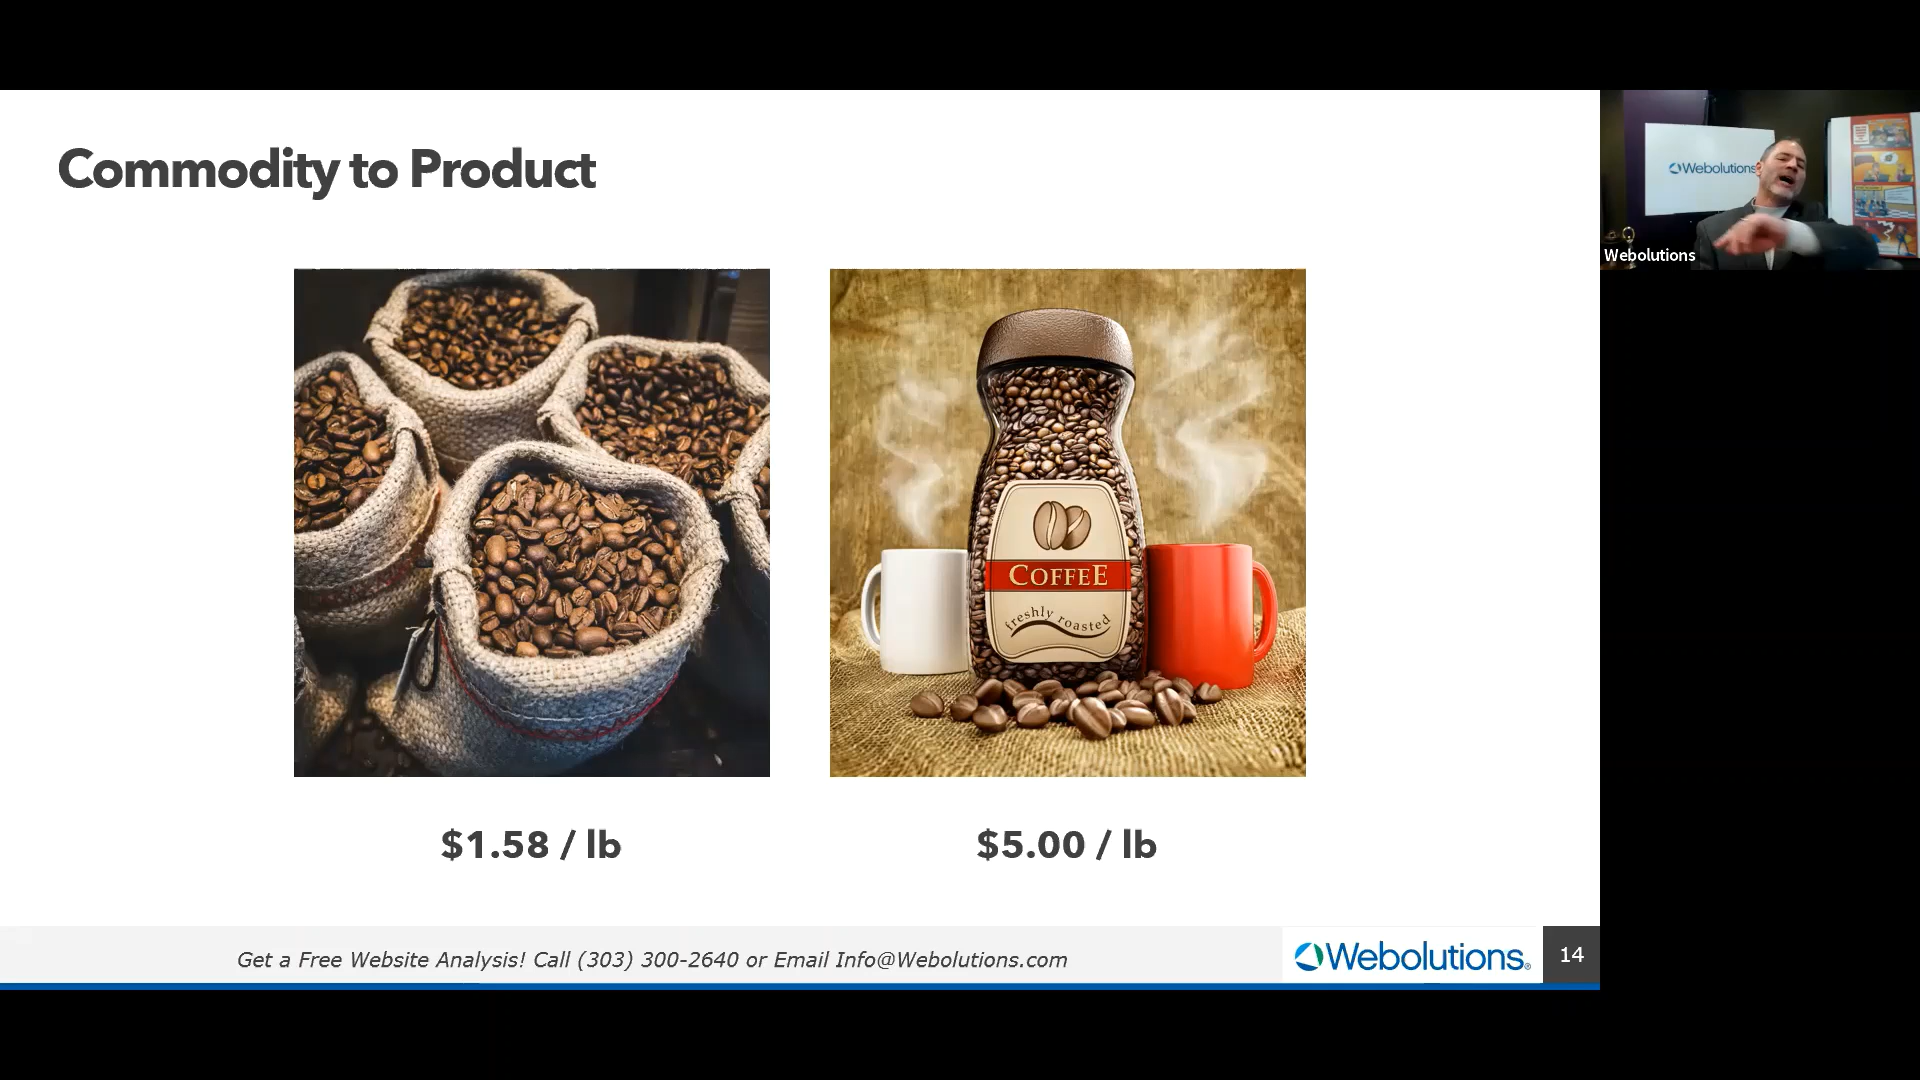 Commodity to Product
Webolutions
Webolutions
COFFEE
freshly roasted
$1.58 / lb
$5.00 / lb
Get a Free Website Analysis! Call (303) 300-2640 or Email Info@Webolutions.com
Webolutions®
14